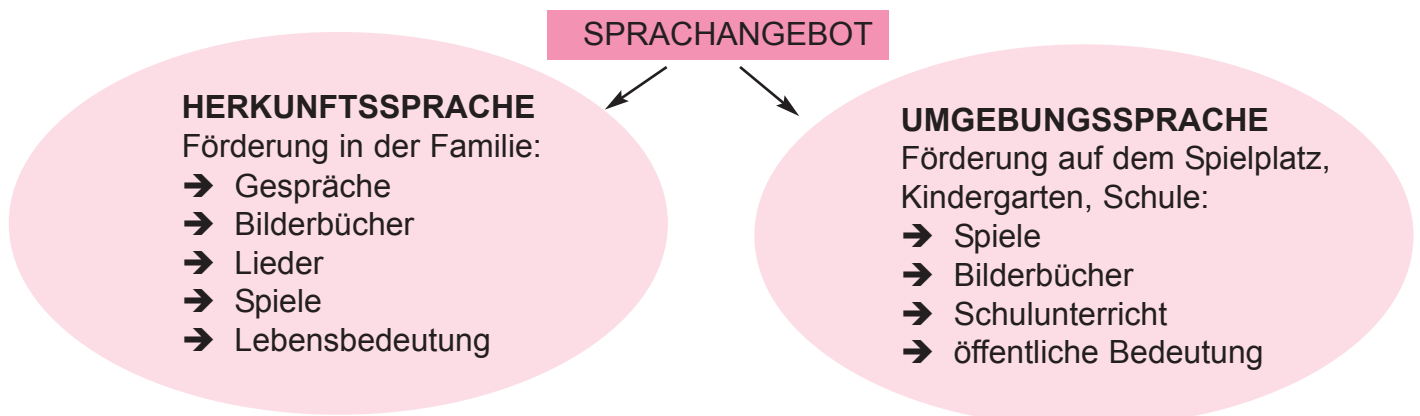 SPRACHANGEBOT
HERKUNFTSSPRACHE
Förderung in der Familie:
➔ Gespräche
➔ Bilderbücher
➔ Lieder
➔ Spiele
➔ Lebensbedeutung
UMGEBUNGSSPRACHE
Förderung auf dem Spielplatz,
Kindergarten, Schule:
➔ Spiele
➔ Bilderbücher
➔ Schulunterricht
➔ öffentliche Bedeutung